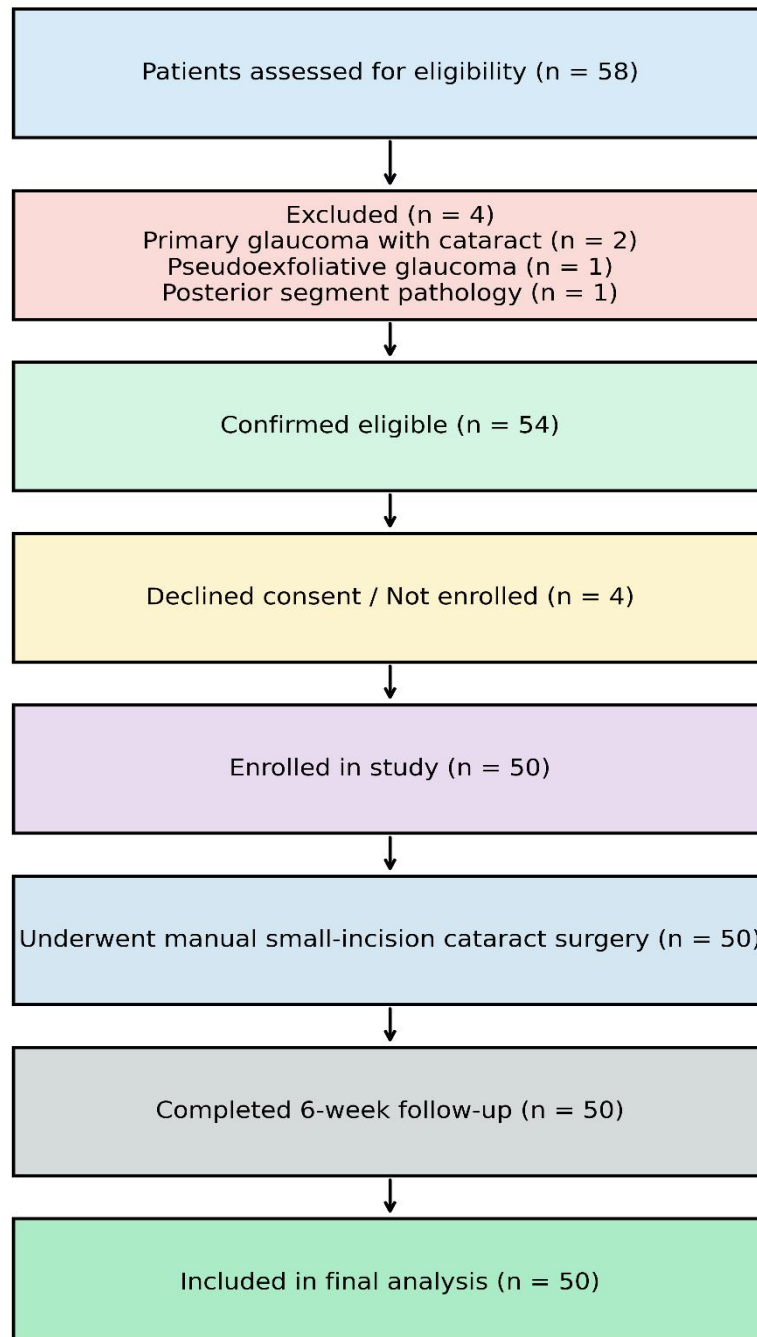 Patients assessed for eligibility (n = 58)
Excluded (n = 4)
Primary glaucoma with cataract (n = 2)
Pseudoexfoliative glaucoma (n = 1)
Posterior segment pathology (n = 1)
Confirmed eligible (n = 54)
Declined consent / Not enrolled (n = 4)
Enrolled in study (n = 50)
Underwent manual small-incision cataract surgery (n = 50)
Completed 6-week follow-up (n = 50)
Included in final analysis (n = 50)